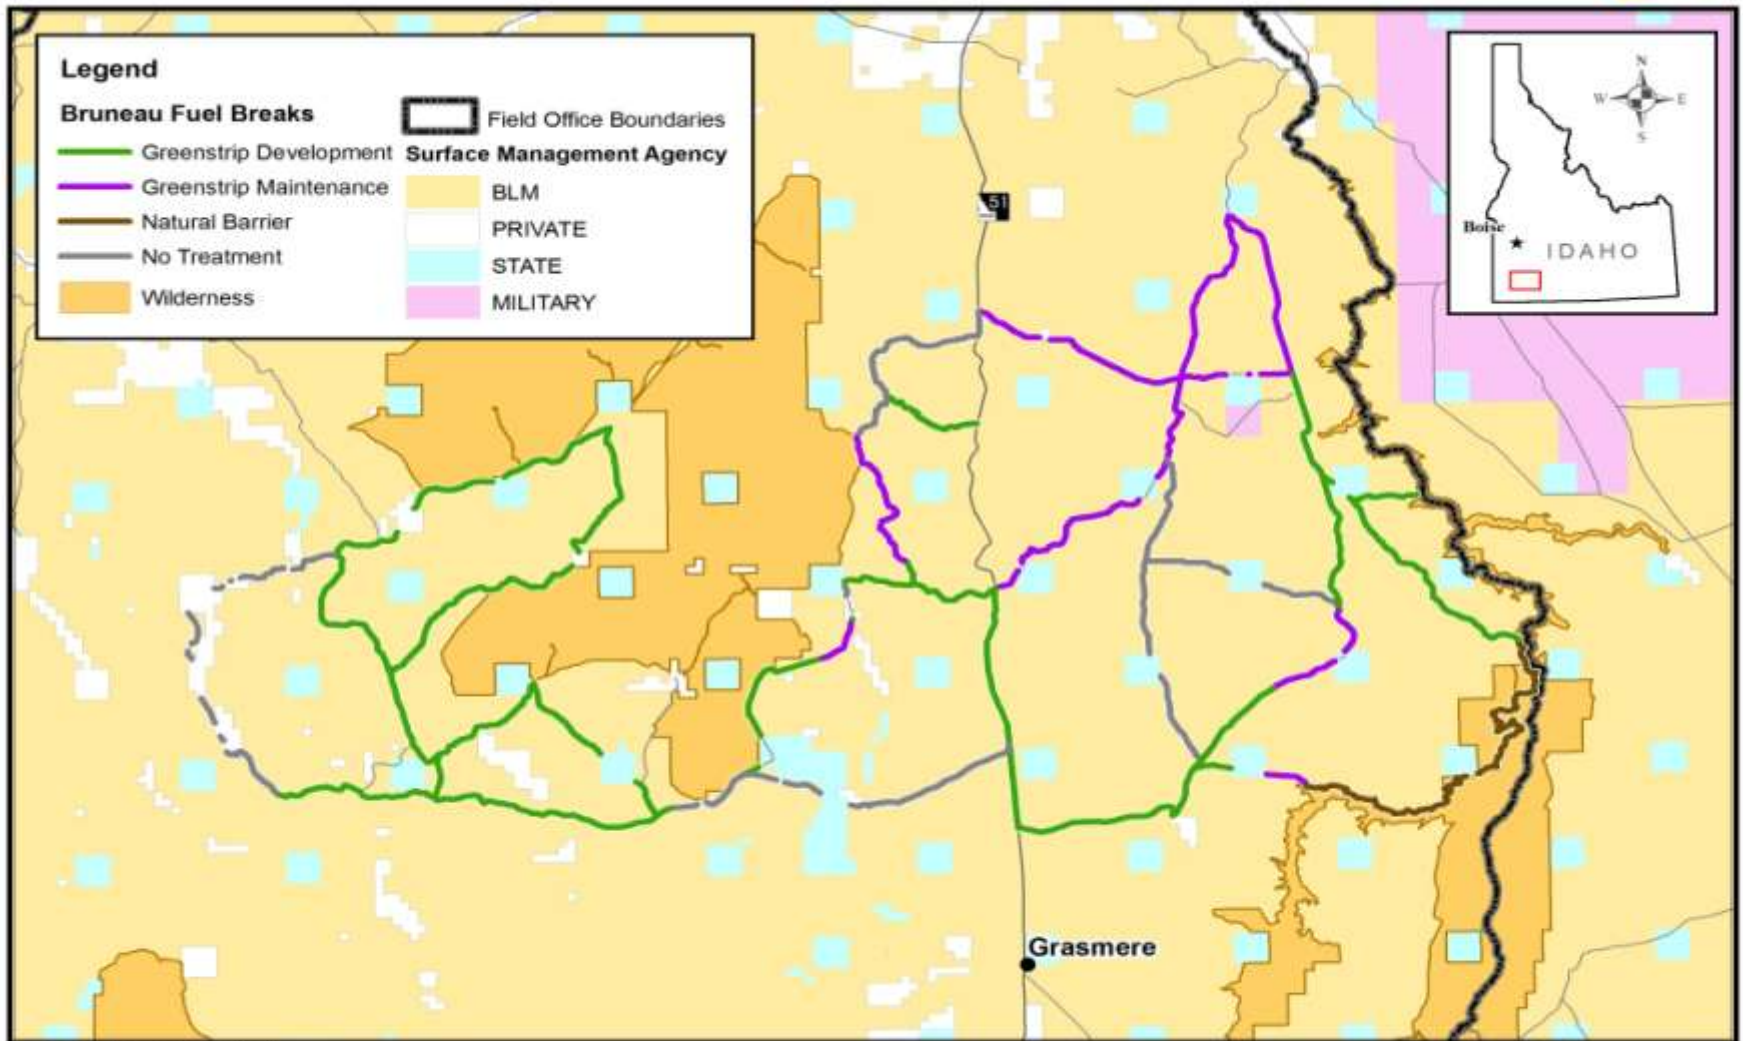 Legend
Bruneau Fuel Breaks
Greenstrip Development
Greenstrip Maintenance
Natural Barrier
No Treatment
Wilderness
Field Office Boundaries
Surface Management Agency
BLM
PRIVATE
STATE
MILITARY
51
N
W
E
S
Boise
IDAHO
Grasmere